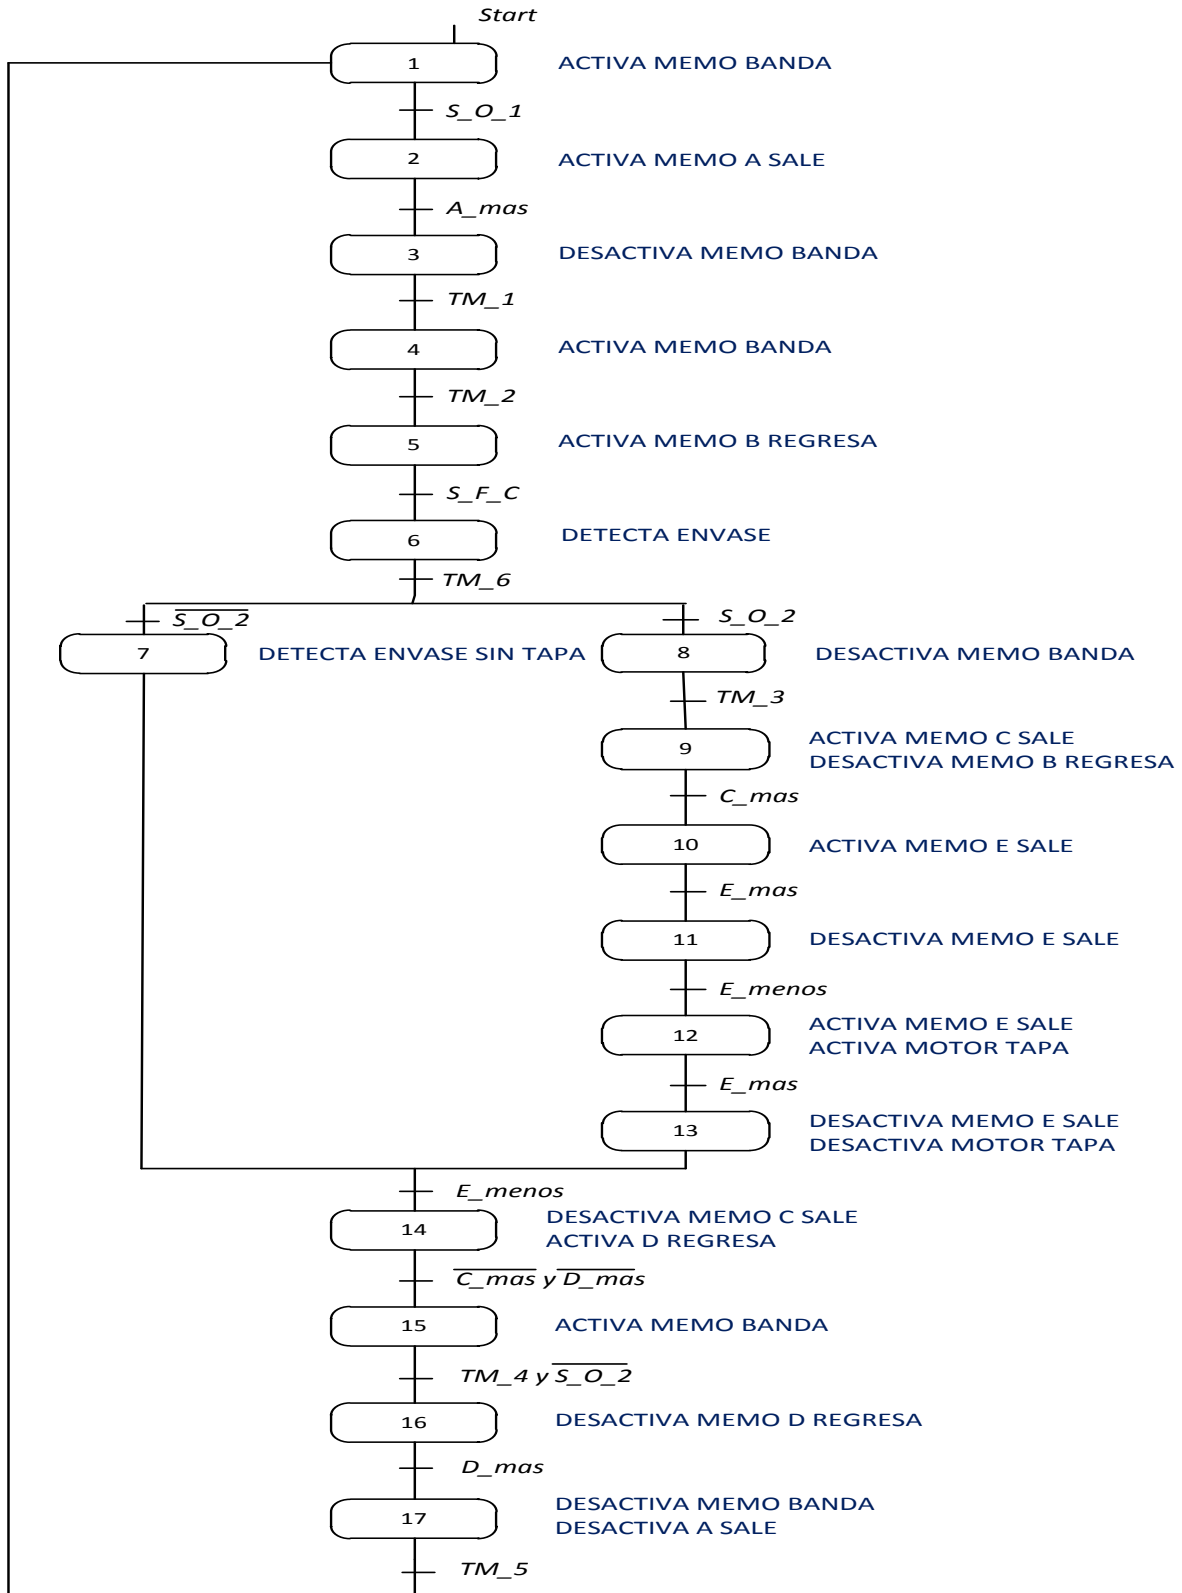 Start
1
ACTIVA MEMO BANDA
S_O_1
2
ACTIVA MEMO A SALE
A_mas
3
DESACTIVA MEMO BANDA
TM_1
4
ACTIVA MEMO BANDA
TM_2
5
ACTIVA MEMO B REGRESA
S_F_C
6
DETECTA ENVASE
TM_6
S_O_2
S_O_2
7
DETECTA ENVASE SIN TAPA
8
DESACTIVA MEMO BANDA
TM_3
9
ACTIVA MEMO C SALE
DESACTIVA MEMO B REGRESA
C_mas
10
ACTIVA MEMO E SALE
E_mas
11
DESACTIVA MEMO E SALE
E_menos
12
ACTIVA MEMO E SALE
ACTIVA MOTOR TAPA
E_mas
13
DESACTIVA MEMO E SALE
DESACTIVA MOTOR TAPA
E_menos
14
DESACTIVA MEMO C SALE
ACTIVA D REGRESA
C_mas y D_mas
15
ACTIVA MEMO BANDA
TM_4 y S_O_2
16
DESACTIVA MEMO D REGRESA
D_mas
17
DESACTIVA MEMO BANDA
DESACTIVA A SALE
TM_5